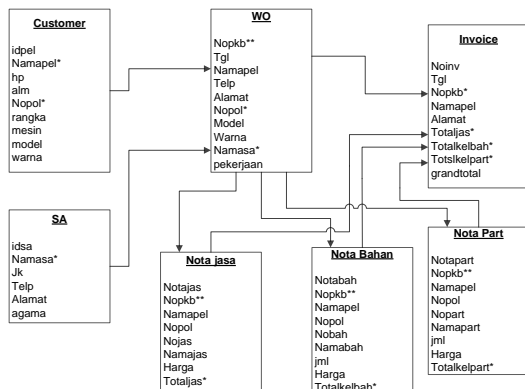 Customer
idpel
Namapel*
hp
alm
Nopol*
rangka
mesin
model
warna
WO
Nopkb**
Tgl
Namapel
Telp
Alamat
Nopol*
Model
Warna
Namasa*
pekerjaan
Invoice
Noinv
Tgl
Nopkb*
Namapel
Alamat
Totaljas*
Totalkelbah*
Totslkelpart*
grandtotal
SA
idsa
Namasa*
Jk
Telp
Alamat
agama
Nota jasa
Notajas
Nopkb**
Namapel
Nopol
Nojas
Namajas
Harga
Totaljas*
Nota Bahan
Notabah
Nopkb**
Namapel
Nopol
Nobah
Namabah
jml
Harga
Totalkelbah*
Nota Part
Notapart
Nopkb**
Namapel
Nopol
Nopart
Namapart
jml
Harga
Totalkelpart*